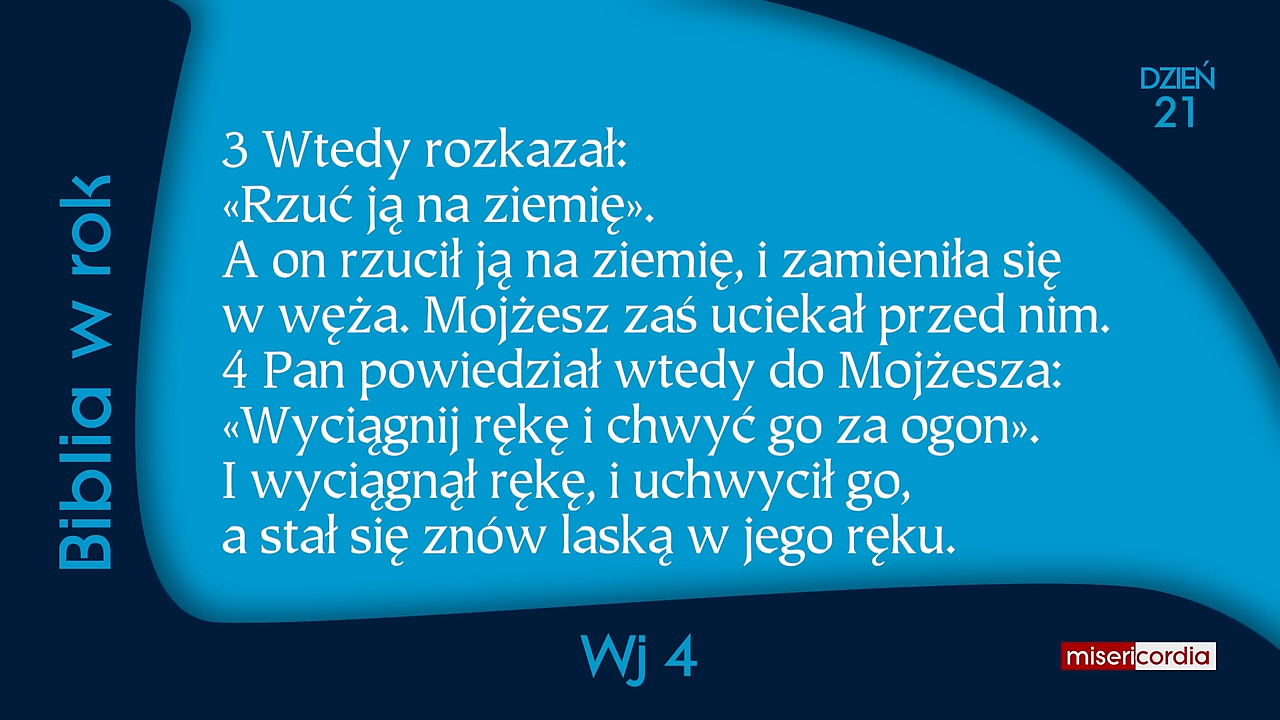 DZIEŃ
21
Biblia w rok
3 Wtedy rozkazał:
«Rzuć ją na ziemię».
A on rzucił ją na ziemię, i zamieniła się
w węża. Mojżesz zaś uciekał przed nim.
4 Pan powiedział wtedy do Mojżesza:
«Wyciągnij rękę i chwyć go za ogon».
I wyciągnął rękę, i uchwycił go,
a stał się znów laską w jego ręku.
Wj 4
misericordia